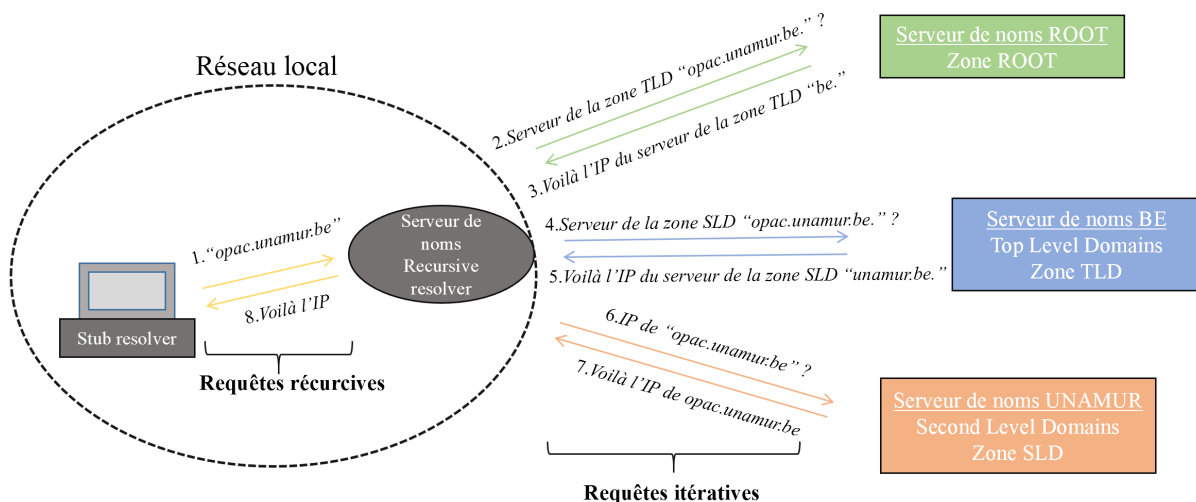 Réseau local
Stub resolver
1.“opac.unamur.be”
8.Voilà l’IP
Requêtes récurcives
Serveur de
noms
Recursive
resolver
2.Serveur de la zone TLD “opac.unamur.be.” ?
3.Voilà l’IP du serveur de la zone TLD “be.”
Serveur de noms ROOT
Zone ROOT
4.Serveur de la zone SLD “opac.unamur.be.” ?
5.Voilà l’IP du serveur de la zone SLD “unamur.be.”
Serveur de noms BE
Top Level Domains
Zone TLD
6.IP de “opac.unamur.be” ?
7.Voilà l’IP de opac.unamur.be
Serveur de noms UNAMUR
Second Level Domains
Zone SLD
Requêtes itératives